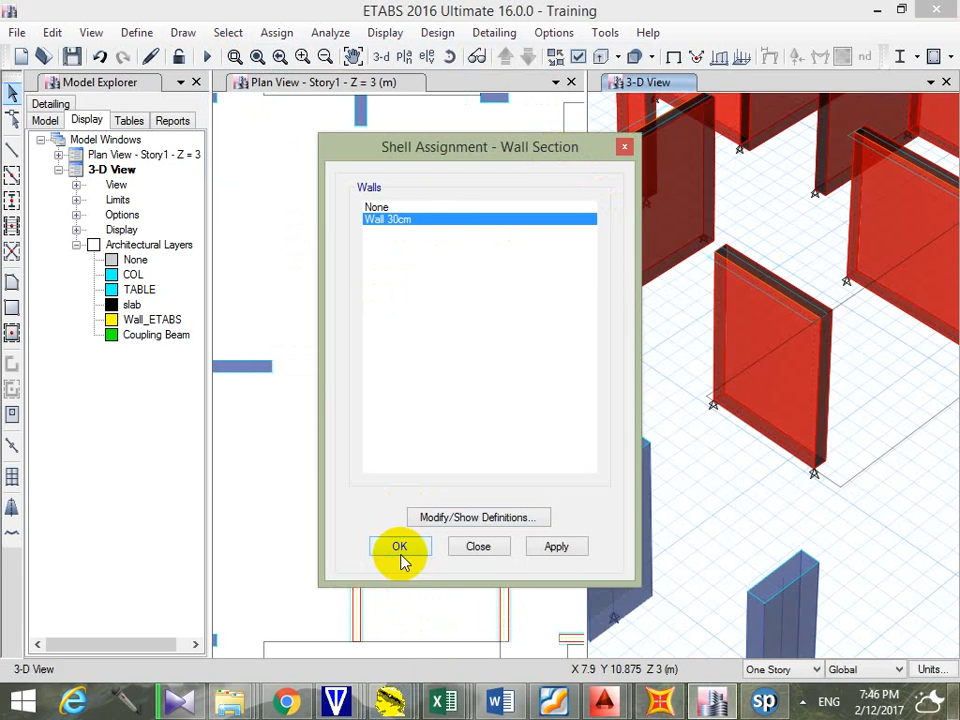 ETABS 2016 Ultimate 16.0.0 - Training
File Edit View Define Draw Select Assign Analyze Display Design Detailing Options Tools Help
3-d
nd
Model Explorer
Plan View - Story1 - Z = 3 (m)
3-D View
Detailing
Model Display Tables Reports
Model Windows
Plan View - Story1 - Z = 3
3-D View
View
Limits
Options
Display
Architectural Layers
None
COL
TABLE
slab
Wall_ETABS
Coupling Beam
Shell Assignment - Wall Section
Walls
None
Wall 30cm
Modify/Show Definitions...
OK Close Apply
3-D View
X 7.9 Y 10.875 Z 3 (m)
One Story
Global
Units...
ENG
7:46 PM
2/12/2017